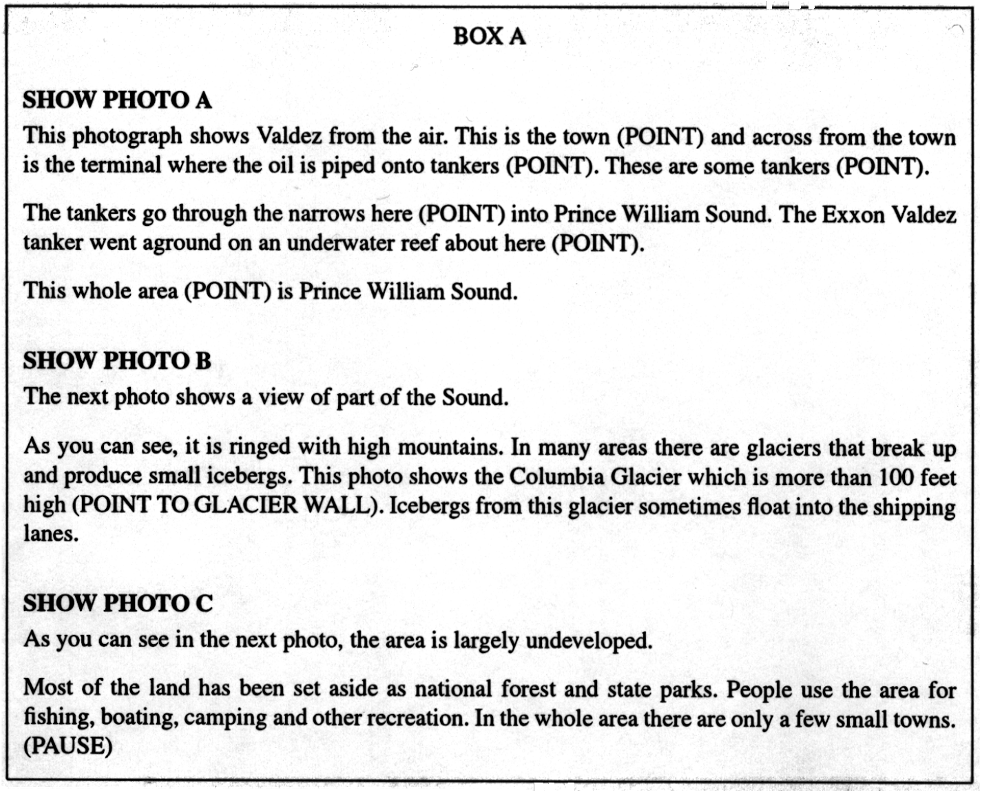 BOX A
SHOW PHOTO A
This photograph shows Valdez from the air. This is the town (POINT) and across from the town
is the terminal where the oil is piped onto tankers (POINT). These are some tankers (POINT).
The tankers go through the narrows here (POINT) into Prince William Sound. The Exxon Valdez
tanker went aground on an underwater reef about here (POINT).
This whole area (POINT) is Prince William Sound.
SHOW PHOTO B
The next photo shows a view of part of the Sound.
As you can see, it is ringed with high mountains. In many areas there are glaciers that break up
and produce small icebergs. This photo shows the Columbia Glacier which is more than 100 feet
high (POINT TO GLACIER WALL). Icebergs from this glacier sometimes float into the shipping
lanes.
SHOW PHOTO C
As you can see in the next photo, the area is largely undeveloped.
Most of the land has been set aside as national forest and state parks. People use the area for
fishing, boating, camping and other recreation. In the whole area there are only a few small towns.
(PAUSE)